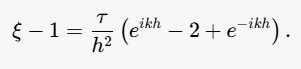 ξ − 1 = τ/h² (e^{ikh} − 2 + e^{−ikh}).